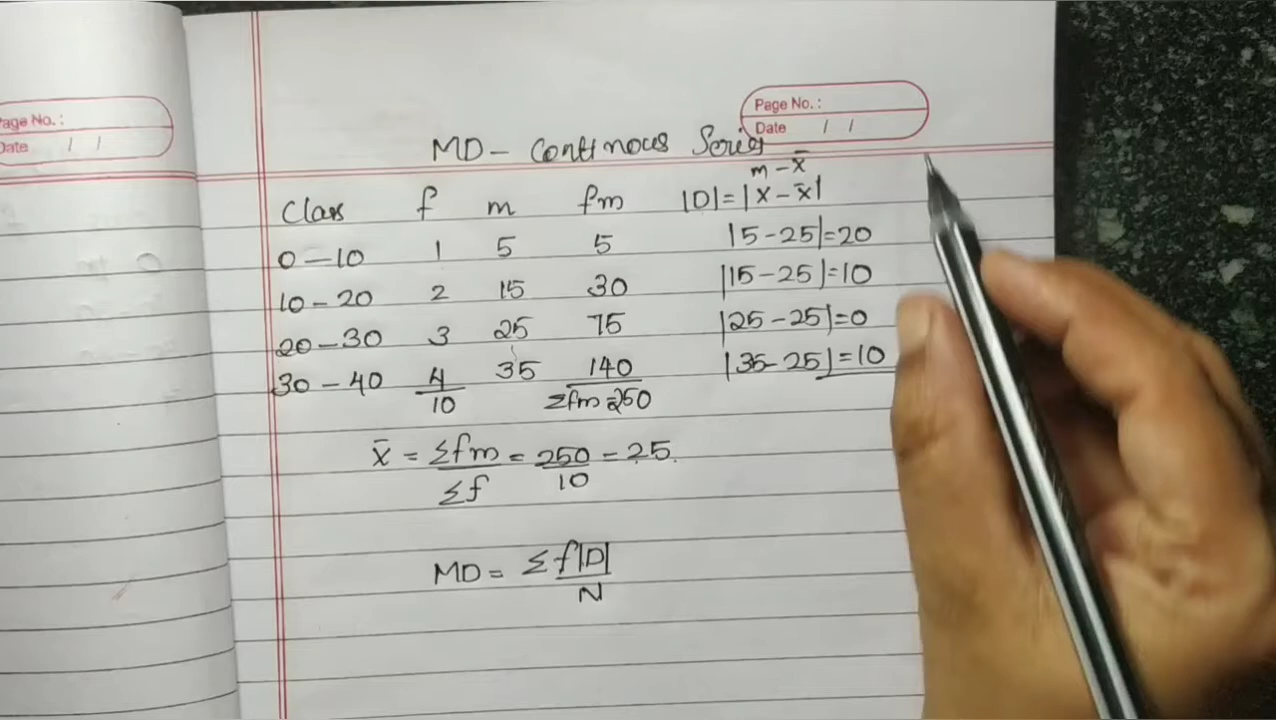 Page No.:
Date / /
age No.:
Date / /
MD - Continous Series
m - x̄
Class f m fm |D|=|x-x̄|
0-10 1 5 5 |5-25|=20
10-20 2 15 30 |15-25|=10
20-30 3 25 75 |25-25|=0
30-40 4 35 140 |35-25|=10
10 Σfm=250
x̄ = Σfm/Σf = 250/10 = 25.
MD = Σf|D|/N